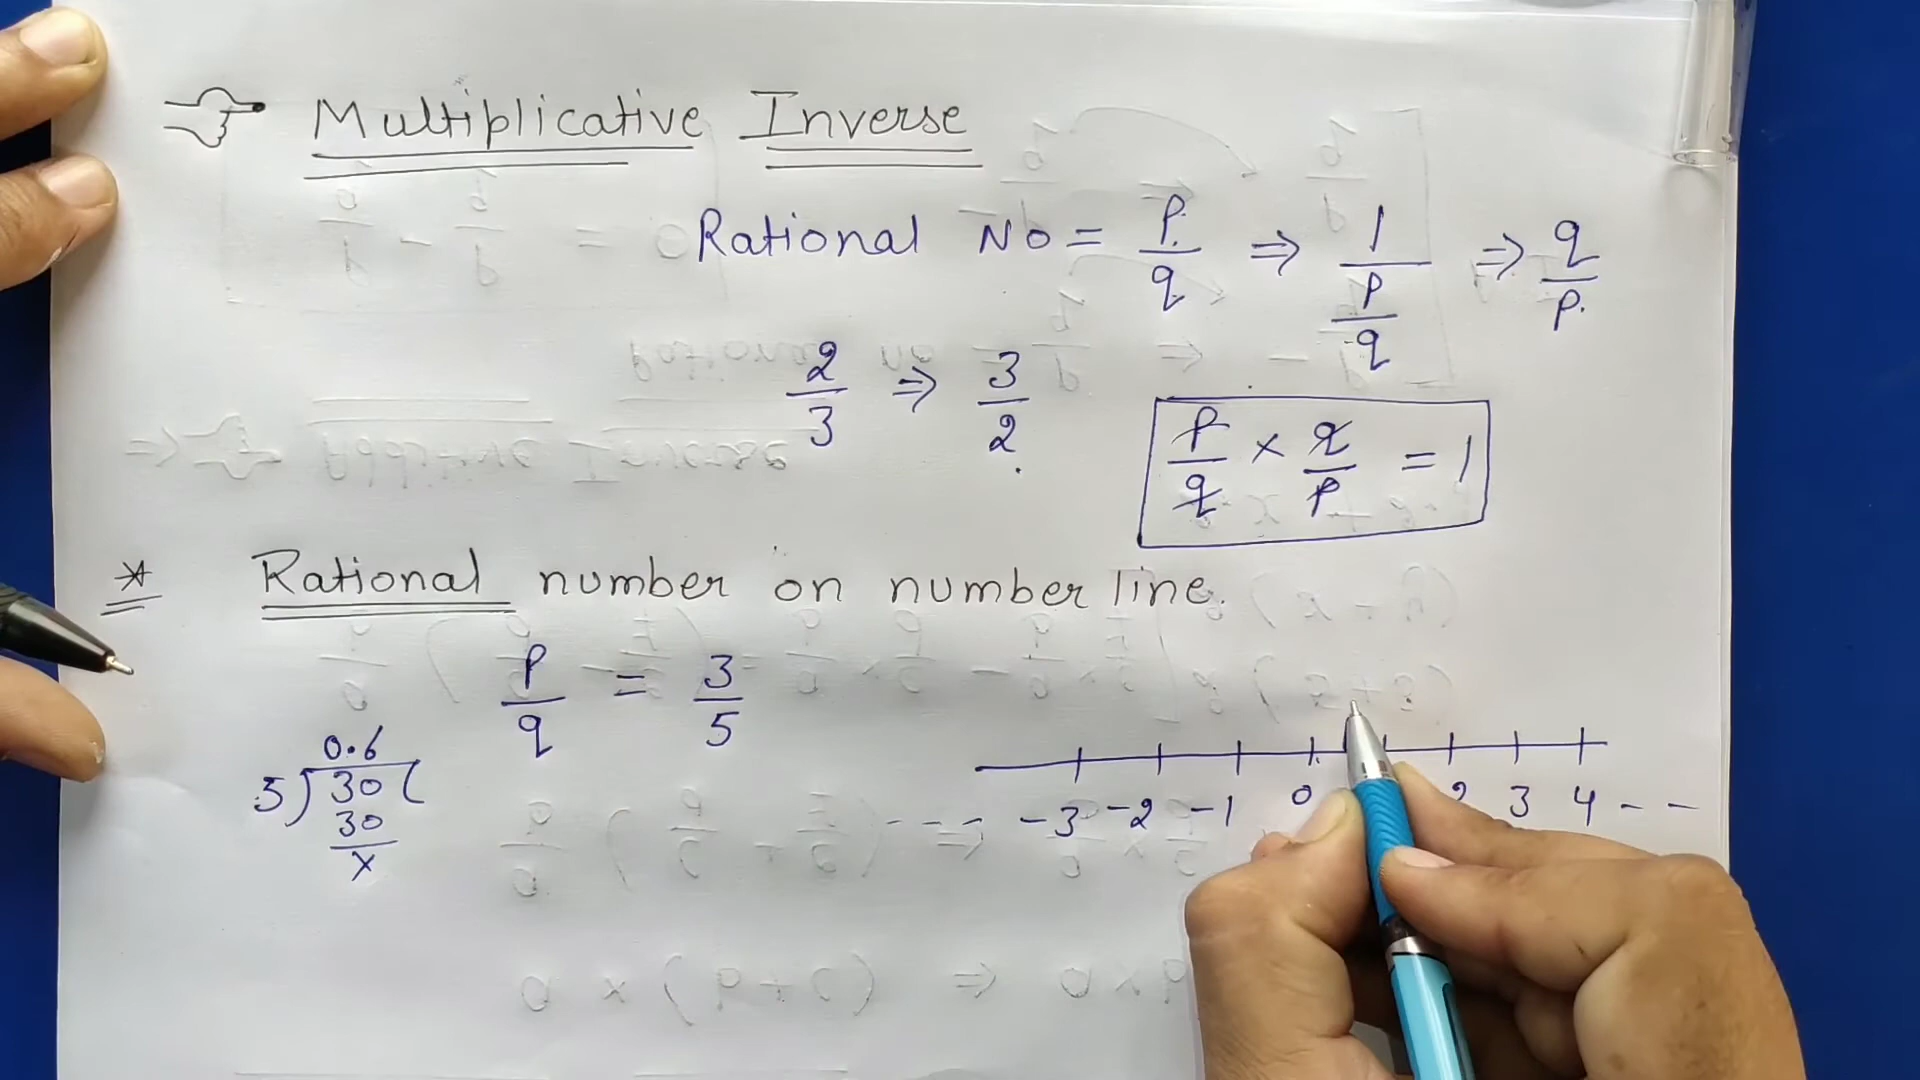 Multiplicative Inverse
Rational No = p/q ⇒ 1/(p/q) ⇒ q/p.
2/3 ⇒ 3/2
p/q × q/p = 1
* Rational number on number line.
p/q = 3/5
0.6
5)30(
30
x
--- -3 -2 -1 0 2 3 4 --